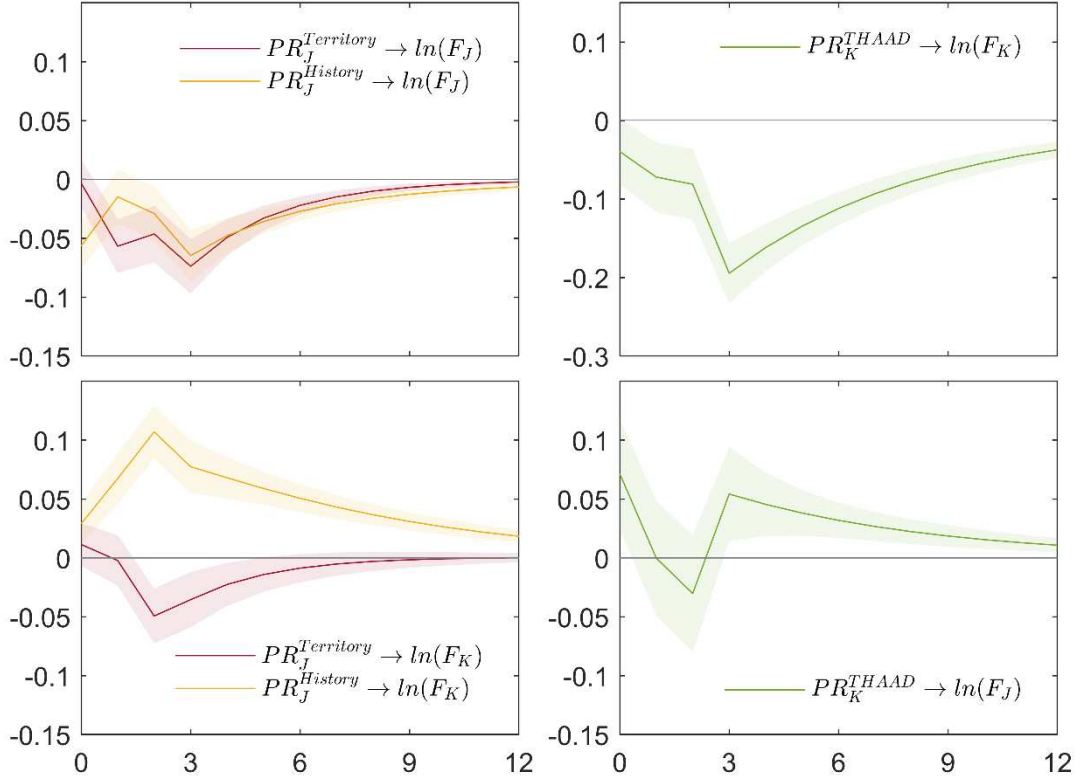 0.1
0.05
0
-0.05
-0.1
-0.15
PR_J^{Territory} → ln(F_J)
PR_J^{History} → ln(F_J)
0.1
0
-0.1
-0.2
-0.3
PR_K^{THAAD} → ln(F_K)
0.1
0.05
0
-0.05
-0.1
-0.15
PR_J^{Territory} → ln(F_K)
PR_J^{History} → ln(F_K)
0 3 6 9 12
0.1
0.05
0
-0.05
-0.1
-0.15
PR_K^{THAAD} → ln(F_J)
0 3 6 9 12